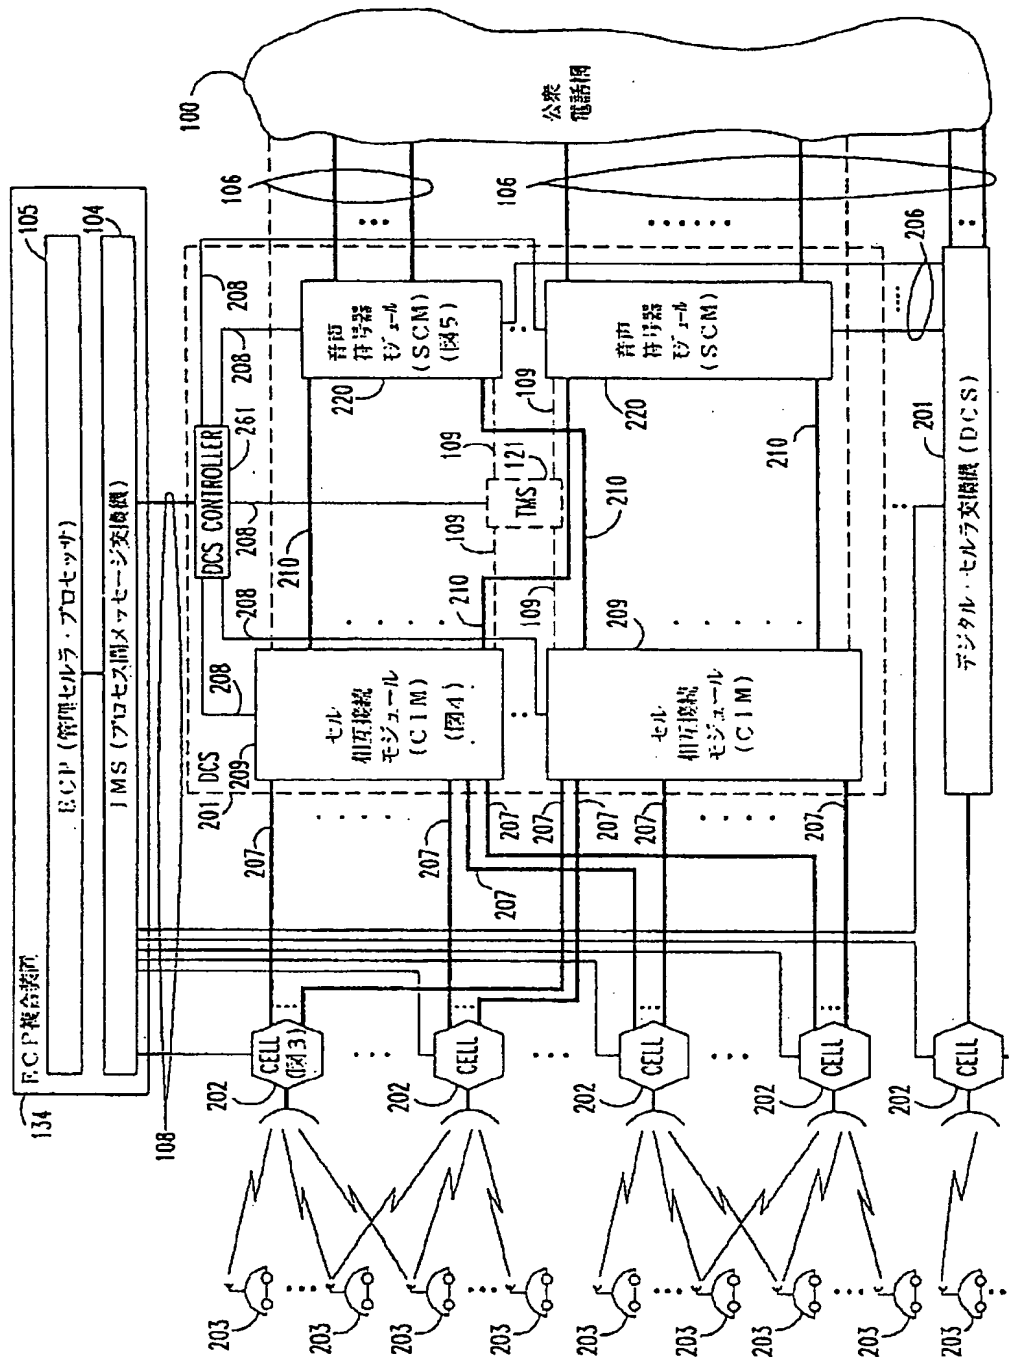 134
ECP複合装置
105
ECP(管理セルラ・プロセッサ)
104
IMS(プロセス間メッセージ交換機)
108
100
公衆
電話網
106
106
201 DCS
DCS CONTROLLER
261
208
208
208
208
208
209
セル
相互接続
モジュール
(CIM)
(図4)
209
セル
相互接続
モジュール
(CIM)
音声
符号器
モジュール
(SCM)
(図5)
220
音声
符号器
モジュール
(SCM)
220
TMS
121
109
109
109
109
210
210
210
210
206
201
デジタル・セルラ交換機(DCS)
207
207
207
207
207
207
207
207
CELL
(図3)
202
CELL
202
CELL
202
CELL
202
CELL
202
203
203
203
203
203
203
203
203
203